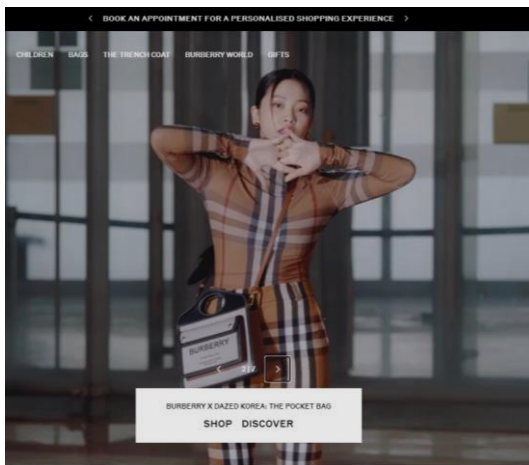 BOOK AN APPOINTMENT FOR A PERSONALISED SHOPPING EXPERIENCE
CHILDREN BAGS THE TRENCH COAT BURBERRY WORLD GIFTS
BURBERRY
BURBERRY X DAZED KOREA: THE POCKET BAG
SHOP DISCOVER